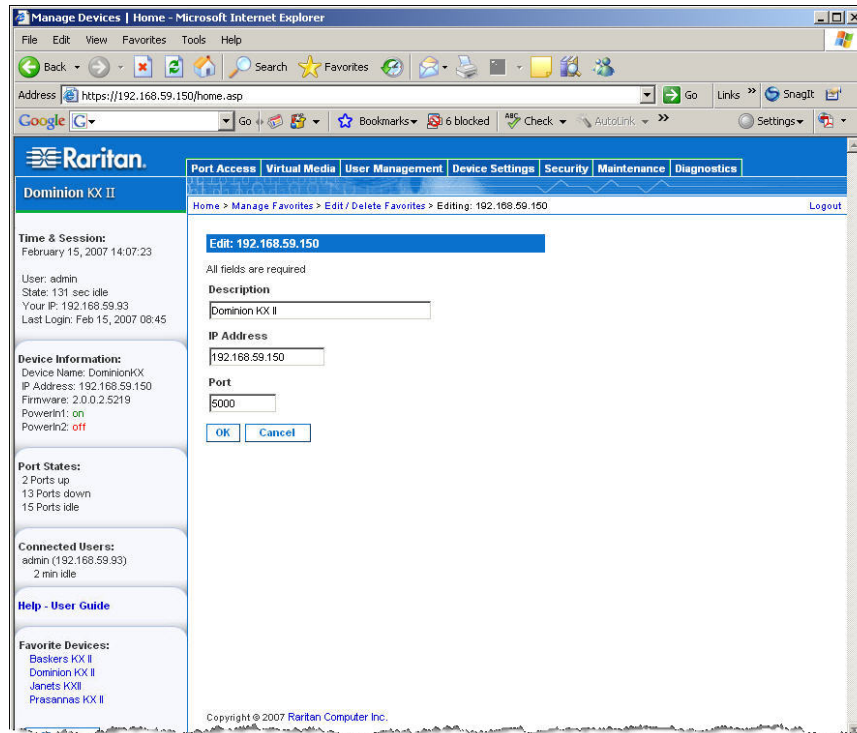 Manage Devices | Home - Microsoft Internet Explorer
File Edit View Favorites Tools Help
Back Search Favorites
Address https://192.168.59.150/home.asp Go Links » SnagIt
Google G Go Bookmarks 6 blocked ABC Check AutoLink » Settings
Raritan.
Port Access Virtual Media User Management Device Settings Security Maintenance Diagnostics
Dominion KX II
Home > Manage Favorites > Edit / Delete Favorites > Editing: 192.168.59.150 Logout
Time & Session:
February 15, 2007 14:07:23
User: admin
State: 131 sec idle
Your IP: 192.168.59.93
Last Login: Feb 15, 2007 08:45
Device Information:
Device Name: DominionKX
IP Address: 192.168.59.150
Firmware: 2.0.0.2.5219
PowerIn1: on
PowerIn2: off
Port States:
2 Ports up
13 Ports down
15 Ports idle
Connected Users:
admin (192.168.59.93)
2 min idle
Help - User Guide
Favorite Devices:
Baskers KX II
Dominion KX II
Janets KXII
Prasannas KX II
Edit: 192.168.59.150
All fields are required
Description
Dominion KX II
IP Address
192.168.59.150
Port
5000
OK Cancel
Copyright © 2007 Raritan Computer Inc.